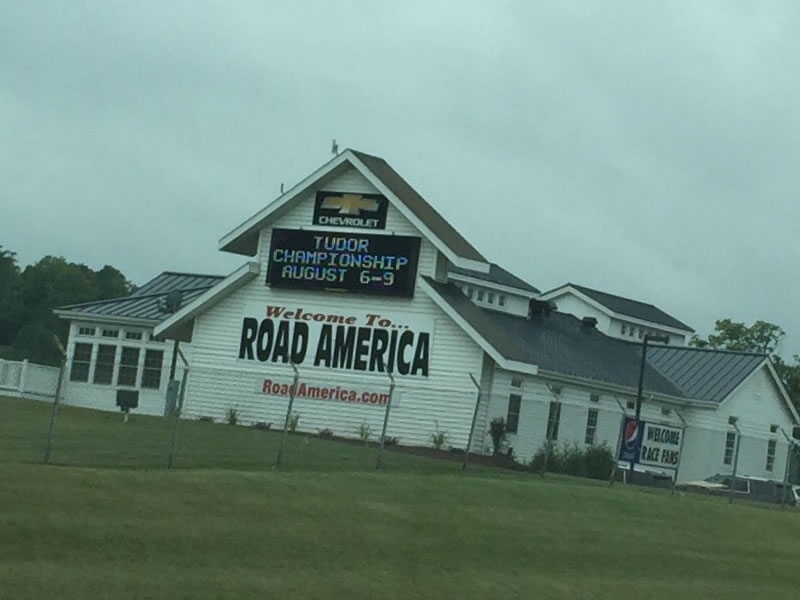 CHEVROLET
TUDOR
CHAMPIONSHIP
AUGUST 6-9
Welcome To...
ROAD AMERICA
RoadAmerica.com
WELCOME
RACE FANS